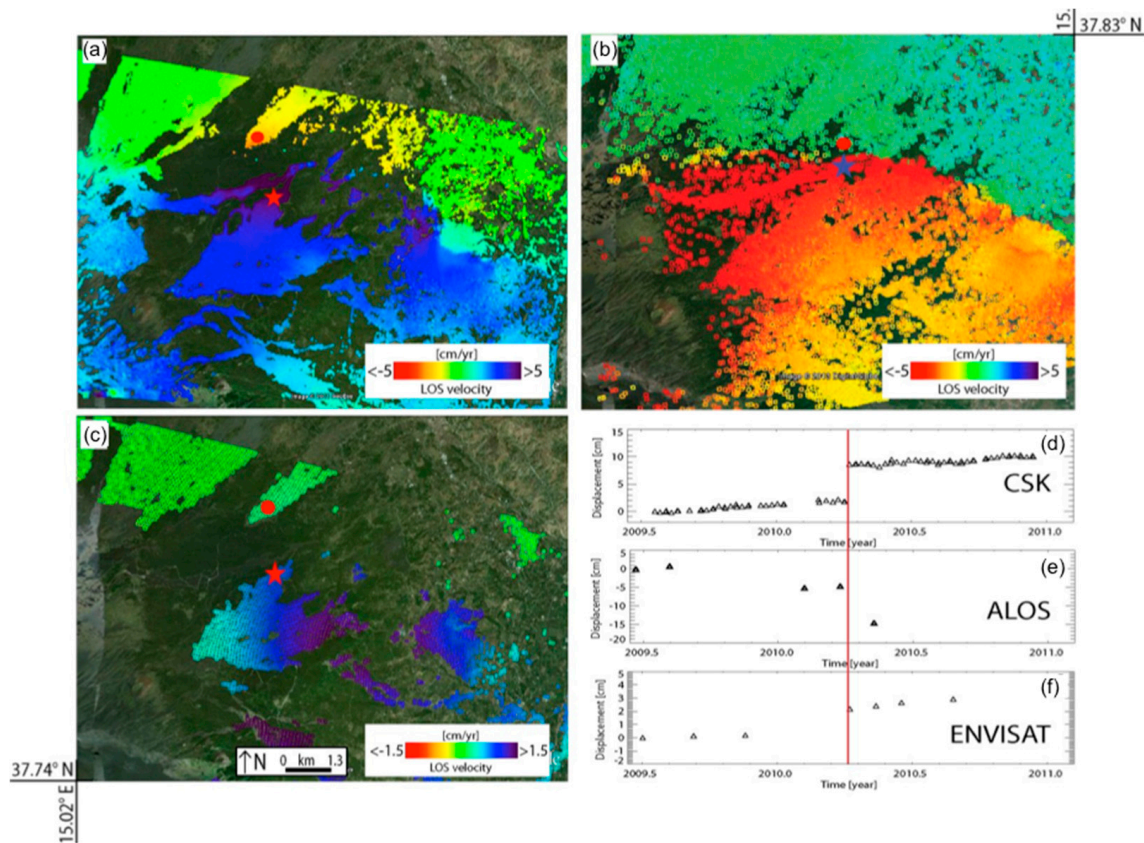 15.
37.83° N
(a)
[cm/yr]
<-5
>5
LOS velocity
(b)
[cm/yr]
<-5
>5
LOS velocity
(c)
↑N
0 km 1.3
<-1.5
>1.5
LOS velocity
37.74° N
15.02° E
(d)
Displacement [cm]
15
10
5
0
CSK
2009.5
2010.0
2010.5
2011.0
Time [year]
(e)
Displacement [cm]
5
0
-5
-10
-15
-20
ALOS
2009.5
2010.0
2010.5
2011.0
Time [year]
(f)
Displacement [cm]
5
4
3
2
1
0
-1
-2
ENVISAT
2009.5
2010.0
2010.5
2011.0
Time [year]